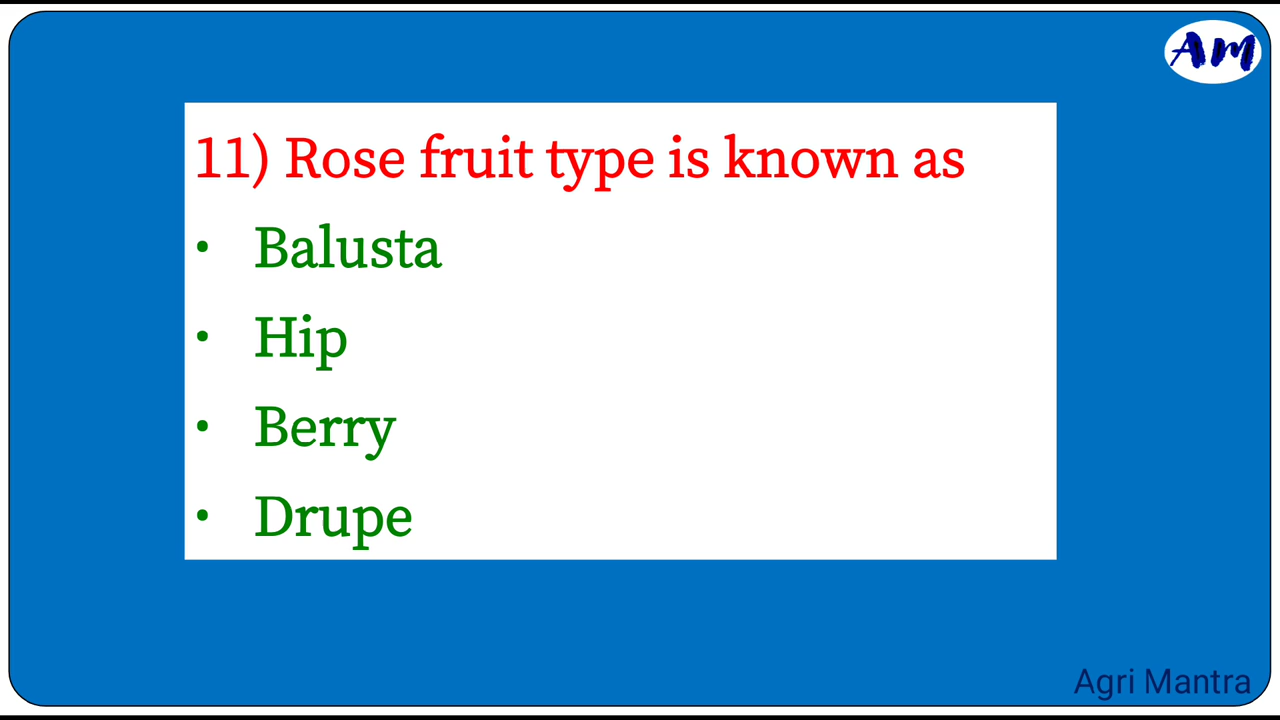 AM
11) Rose fruit type is known as
• Balusta
• Hip
• Berry
• Drupe
Agri Mantra